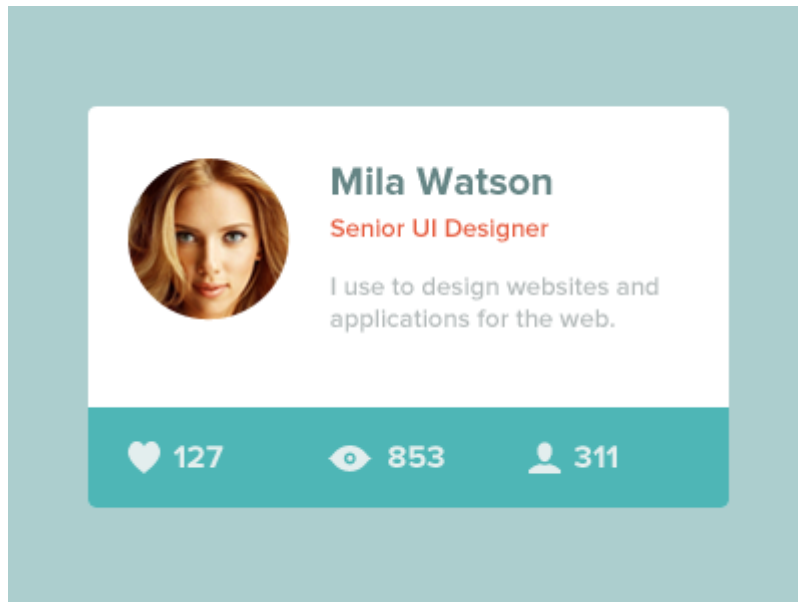 Mila Watson
Senior UI Designer
I use to design websites and
applications for the web.
127 853 311